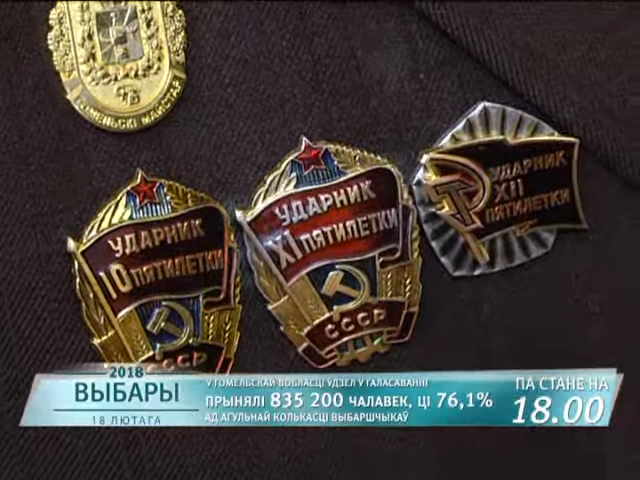 ГОМЕЛЬСКІ МАЙСТАР
УДАРНИК
10 ПЯТИЛЕТКИ
СССР
УДАРНИК
XI ПЯТИЛЕТКИ
СССР
УДАРНИК
XII
ПЯТИЛЕТКИ
2018
ВЫБАРЫ
18 ЛЮТАГА
У ГОМЕЛЬСКАЙ ВОБЛАСЦІ УДЗЕЛ У ГАЛАСАВАННІ
ПРЫНЯЛІ 835 200 ЧАЛАВЕК, ЦІ 76,1%
АД АГУЛЬНАЙ КОЛЬКАСЦІ ВЫБАРШЧЫКАЎ
ПА СТАНЕ НА
18.00